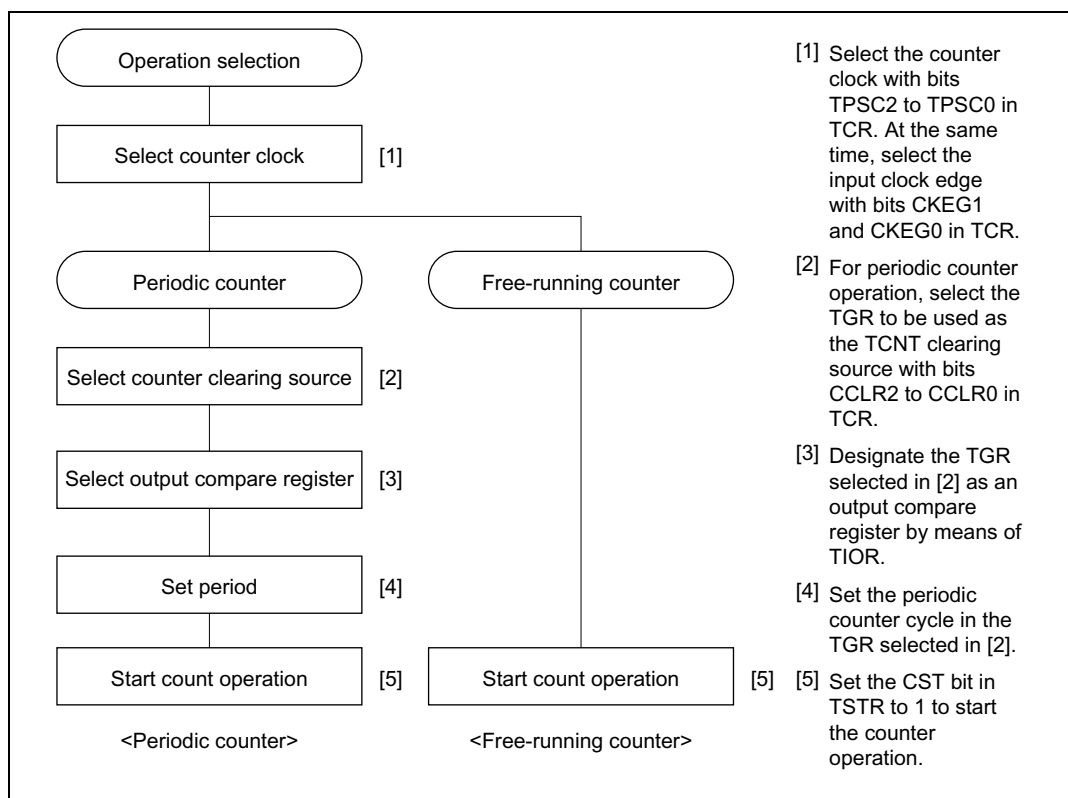 Operation selection
Select counter clock [1]
Periodic counter
Free-running counter
Select counter clearing source [2]
Select output compare register [3]
Set period [4]
Start count operation [5]
Start count operation [5]
<Periodic counter>
<Free-running counter>
[1] Select the counter
clock with bits
TPSC2 to TPSC0 in
TCR. At the same
time, select the
input clock edge
with bits CKEG1
and CKEG0 in TCR.
[2] For periodic counter
operation, select the
TGR to be used as
the TCNT clearing
source with bits
CCLR2 to CCLR0 in
TCR.
[3] Designate the TGR
selected in [2] as an
output compare
register by means of
TIOR.
[4] Set the periodic
counter cycle in the
TGR selected in [2].
[5] Set the CST bit in
TSTR to 1 to start
the counter
operation.